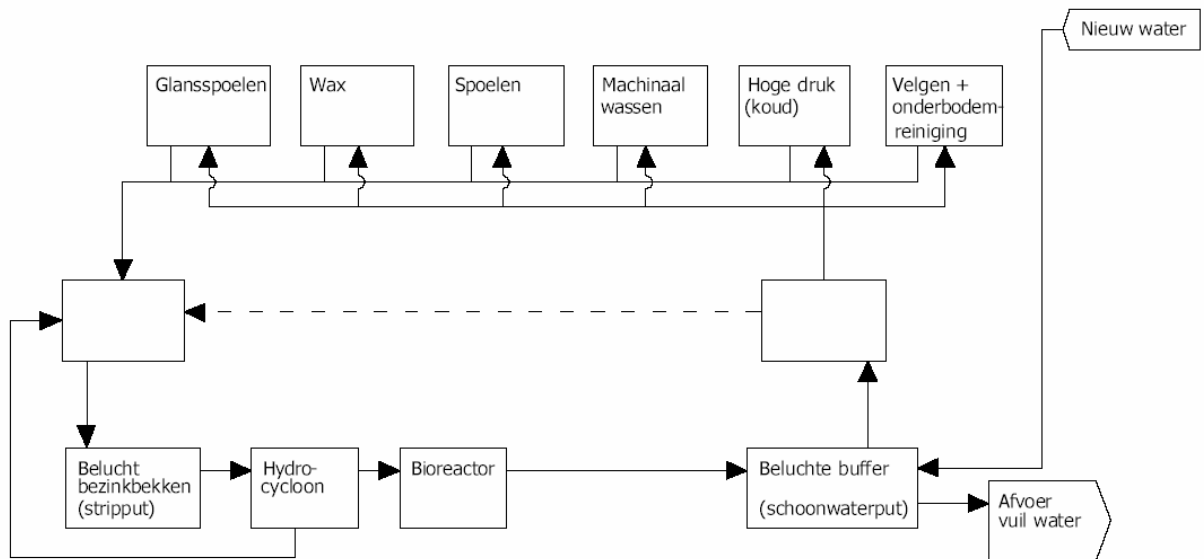 Nieuw water
Glansspoelen
Wax
Spoelen
Machinaal
wassen
Hoge druk
(koud)
Velgen +
onderbodem-
reiniging
Belucht
bezinkbekken
(stripput)
Hydro-
cycloon
Bioreactor
Beluchte buffer
(schoonwaterput)
Afvoer
vuil water